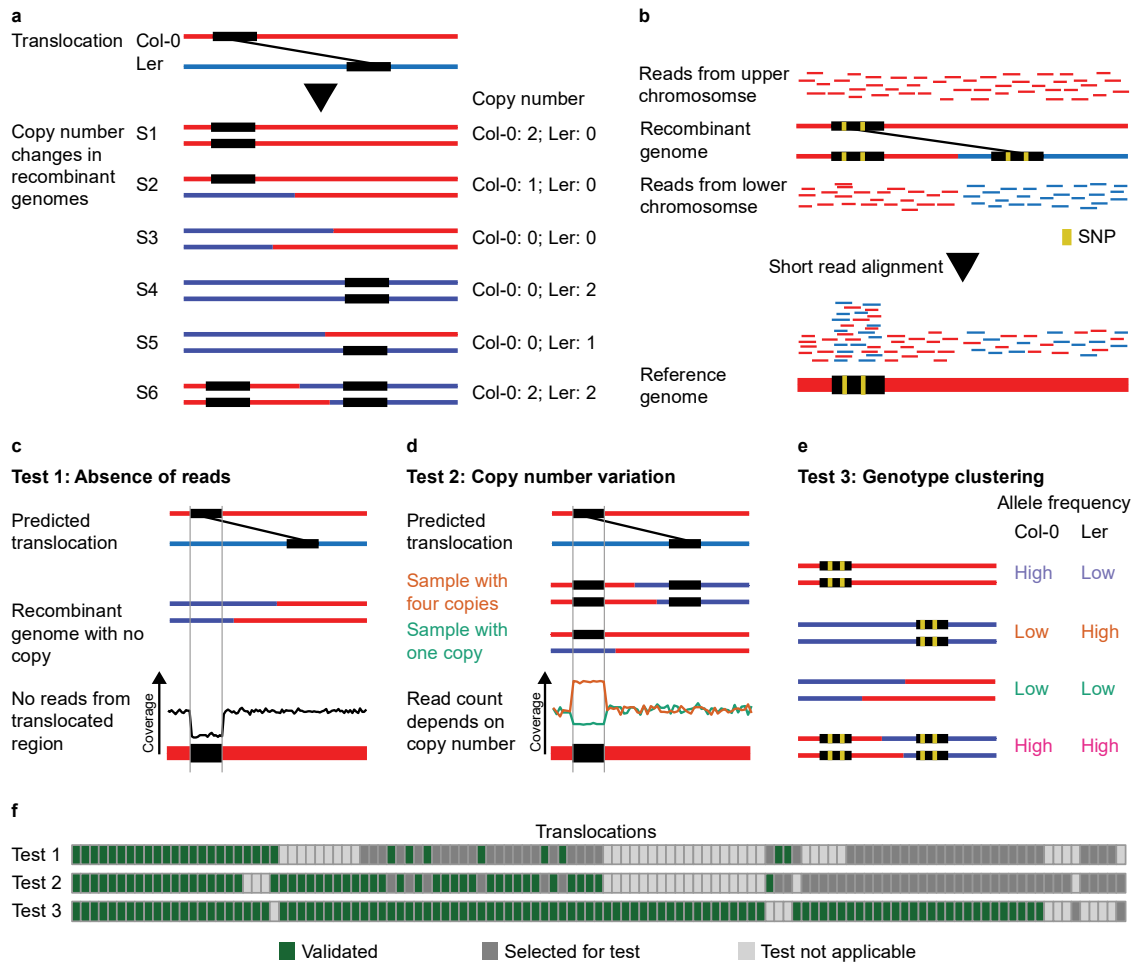 a
Translocation
Col-0
Ler
Copy number
Copy number
changes in
recombinant
genomes
S1
Col-0: 2; Ler: 0
S2
Col-0: 1; Ler: 0
S3
Col-0: 0; Ler: 0
S4
Col-0: 0; Ler: 2
S5
Col-0: 0; Ler: 1
S6
Col-0: 2; Ler: 2
b
Reads from upper
chromosomse
Recombinant
genome
Reads from lower
chromosomse
SNP
Short read alignment
Reference
genome
c
Test 1: Absence of reads
Predicted
translocation
Recombinant
genome with no
copy
No reads from
translocated
region
Coverage
d
Test 2: Copy number variation
Predicted
translocation
Sample with
four copies
Sample with
one copy
Read count
depends on
copy number
Coverage
e
Test 3: Genotype clustering
Allele frequency
Col-0 Ler
High Low
Low High
Low Low
High High
f
Translocations
Test 1
Test 2
Test 3
Validated
Selected for test
Test not applicable